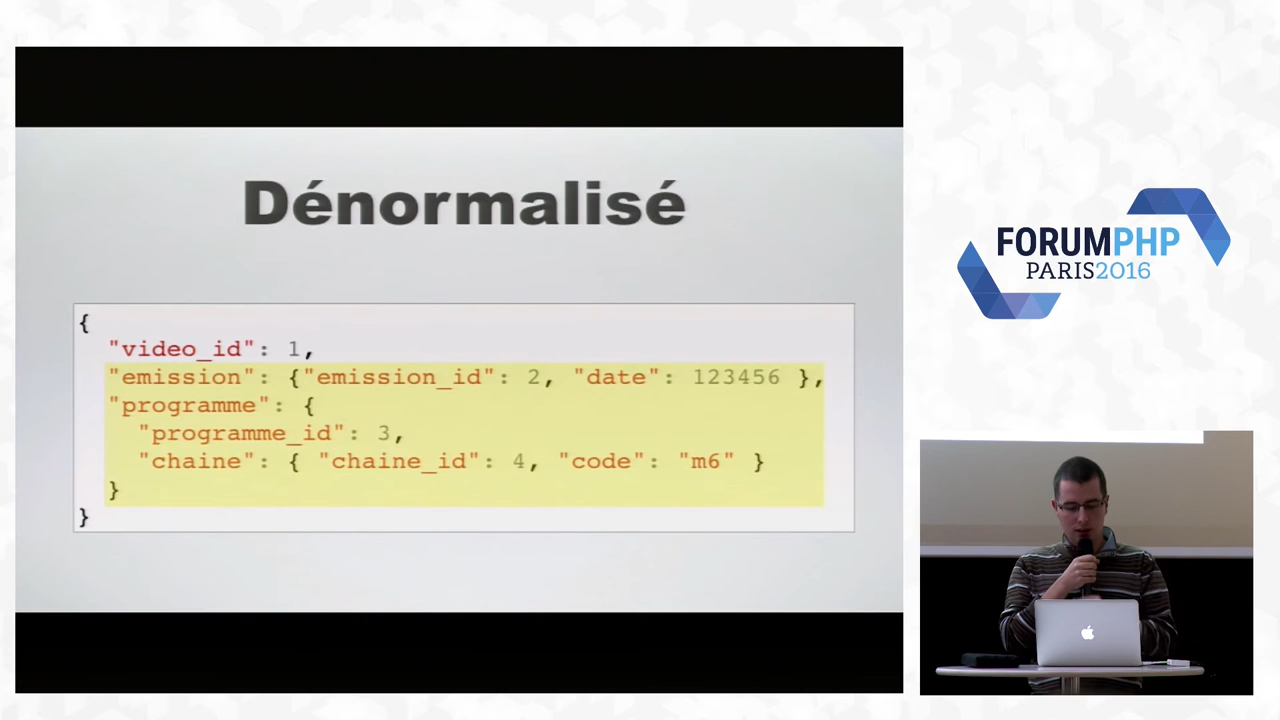 Dénormalisé
{
"video_id": 1,
"emission": {"emission_id": 2, "date": 123456 },
"programme": {
"programme_id": 3,
"chaine": { "chaine_id": 4, "code": "m6" }
}
}
FORUMPHP
PARIS2016